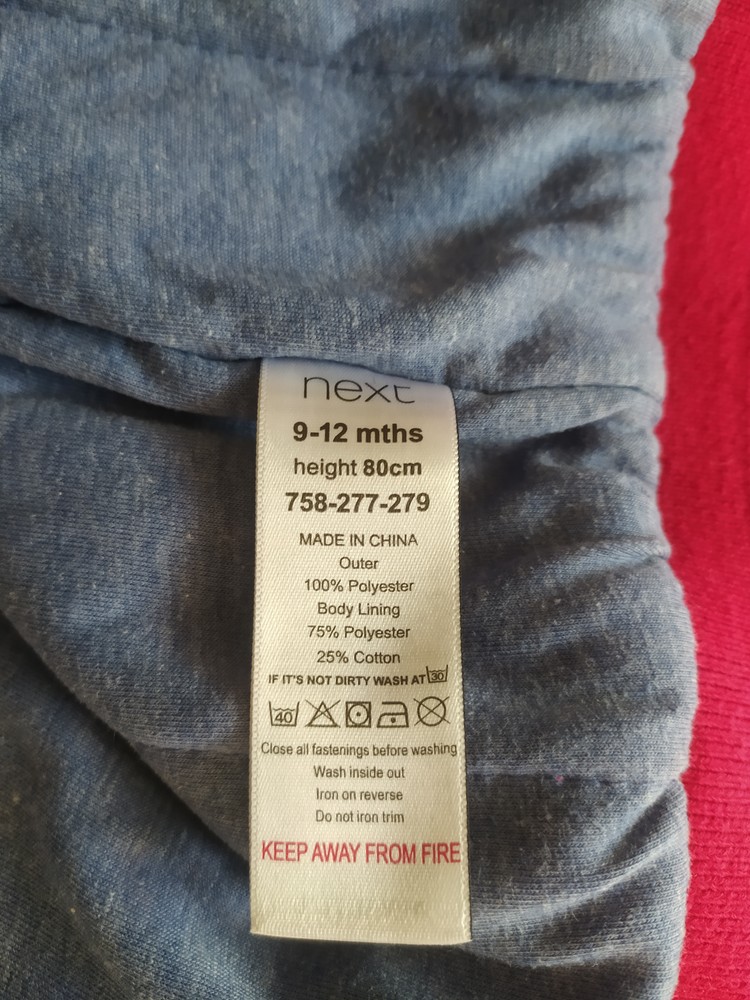 next
9-12 mths
height 80cm
758-277-279
MADE IN CHINA
Outer
100% Polyester
Body Lining
75% Polyester
25% Cotton
IF IT'S NOT DIRTY WASH AT 30
40
Close all fastenings before washing
Wash inside out
Iron on reverse
Do not iron trim
KEEP AWAY FROM FIRE